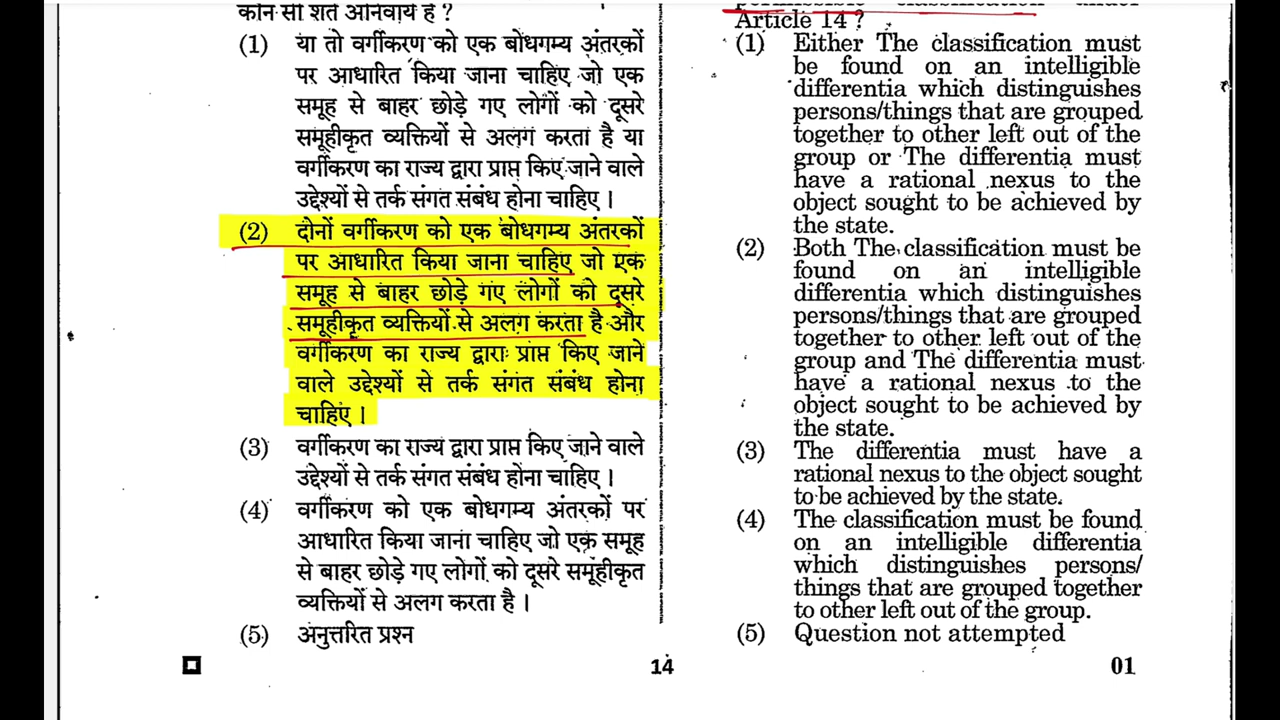 कौन सी शर्त अनिवार्य है ?
(1) या तो वर्गीकरण को एक बोधगम्य अंतरकों
पर आधारित किया जाना चाहिए जो एक
समूह से बाहर छोड़े गए लोगों को दूसरे
समूहीकृत व्यक्तियों से अलग करता है या
वर्गीकरण का राज्य द्वारा प्राप्त किए जाने वाले
उद्देश्यों से तर्क संगत संबंध होना चाहिए ।
(2) दोनों वर्गीकरण को एक बोधगम्य अंतरकों
पर आधारित किया जाना चाहिए जो एक
समूह से बाहर छोड़े गए लोगों को दूसरे
समूहीकृत व्यक्तियों से अलग करता है और
वर्गीकरण का राज्य द्वारा प्राप्त किए जाने
वाले उद्देश्यों से तर्क संगत संबंध होना
चाहिए ।
(3) वर्गीकरण का राज्य द्वारा प्राप्त किए जाने वाले
उद्देश्यों से तर्क संगत संबंध होना चाहिए ।
(4) वर्गीकरण को एक बोधगम्य अंतरकों पर
आधारित किया जाना चाहिए जो एक समूह
से बाहर छोड़े गए लोगों को दूसरे समूहीकृत
व्यक्तियों से अलग करता है ।
(5) अनुत्तरित प्रश्न
permissible classification under
Article 14 ?
(1) Either The classification must
be found on an intelligible
differentia which distinguishes
persons/things that are grouped
together to other left out of the
group or The differentia must
have a rational nexus to the
object sought to be achieved by
the state.
(2) Both The classification must be
found on an intelligible
differentia which distinguishes
persons/things that are grouped
together to other left out of the
group and The differentia must
have a rational nexus to the
object sought to be achieved by
the state.
(3) The differentia must have a
rational nexus to the object sought
to be achieved by the state.
(4) The classification must be found
on an intelligible differentia
which distinguishes persons/
things that are grouped together
to other left out of the group.
(5) Question not attempted
14
01